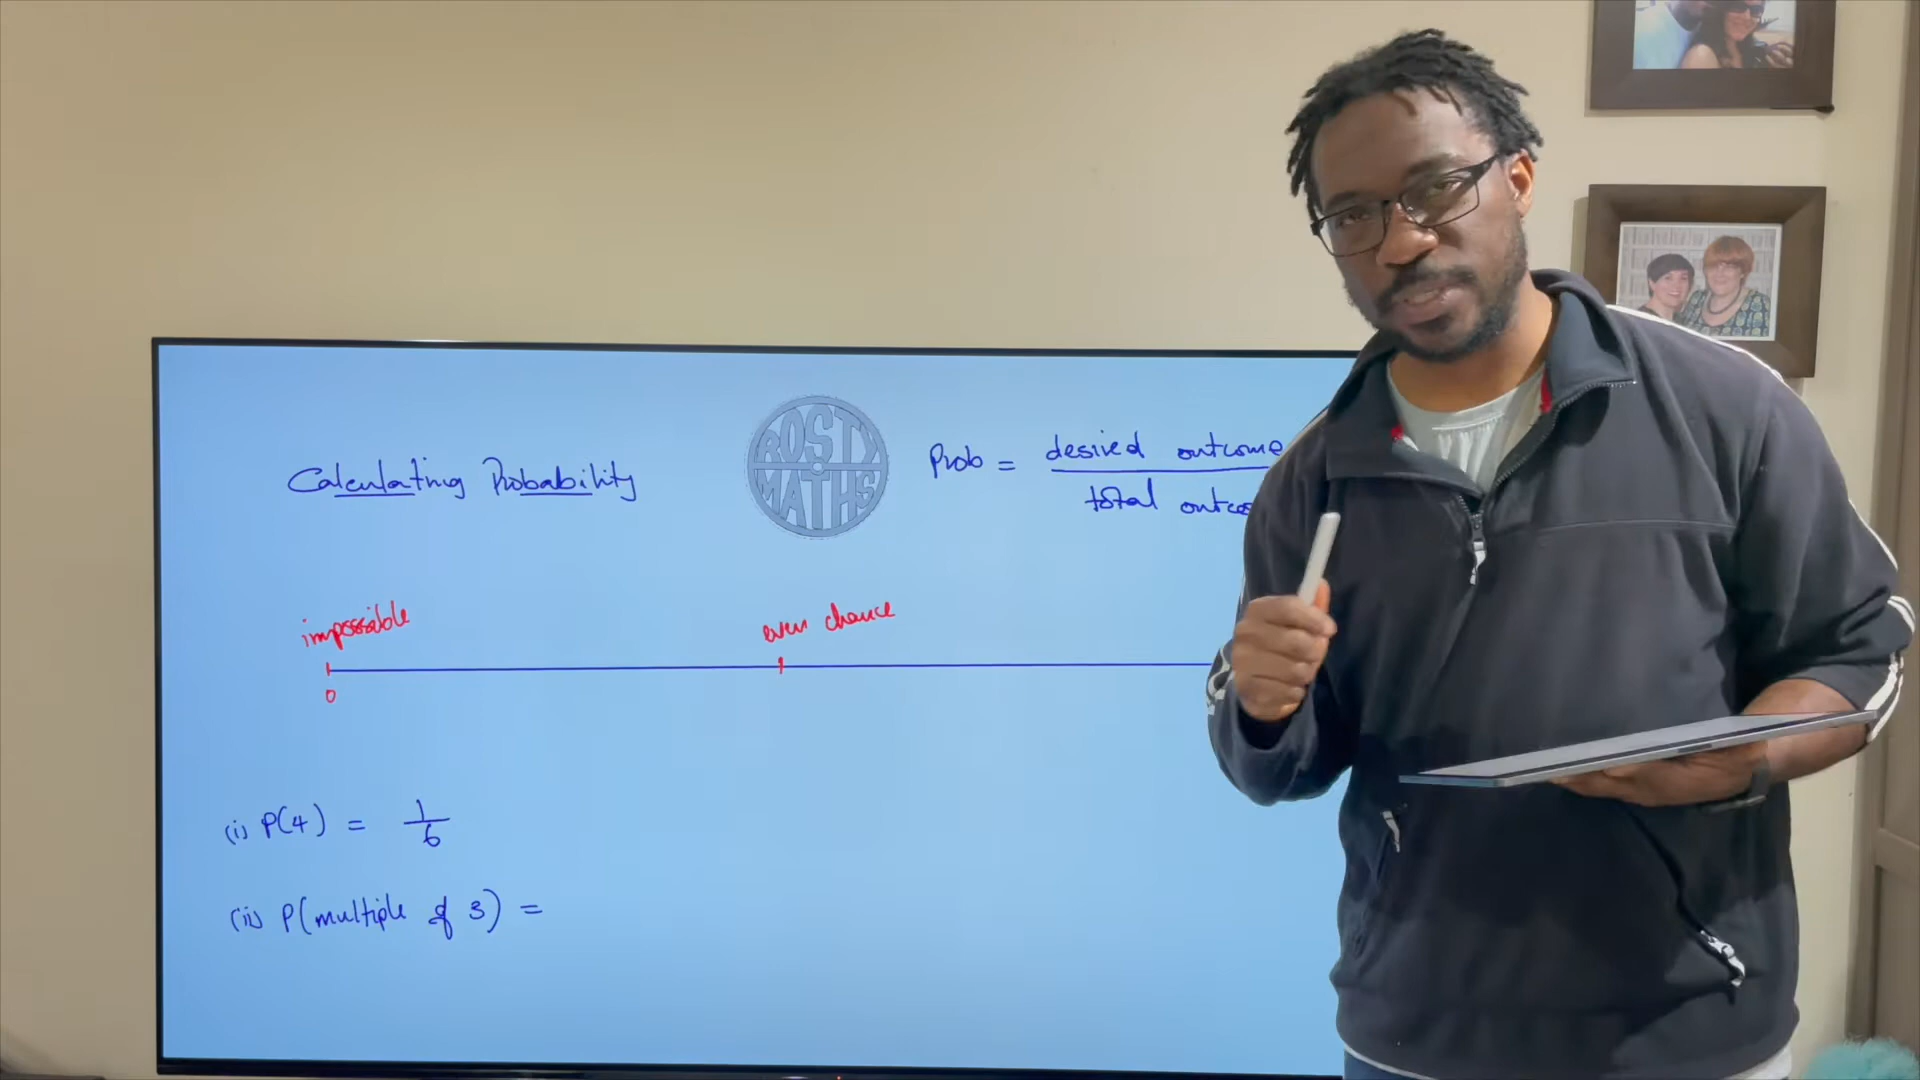 Calculating Probability
ROSTY
MATHS
Prob = desired outcome
total outco
impossible
even chance
0
(i) P(4) = 1/6
(ii) P(multiple of 3) =